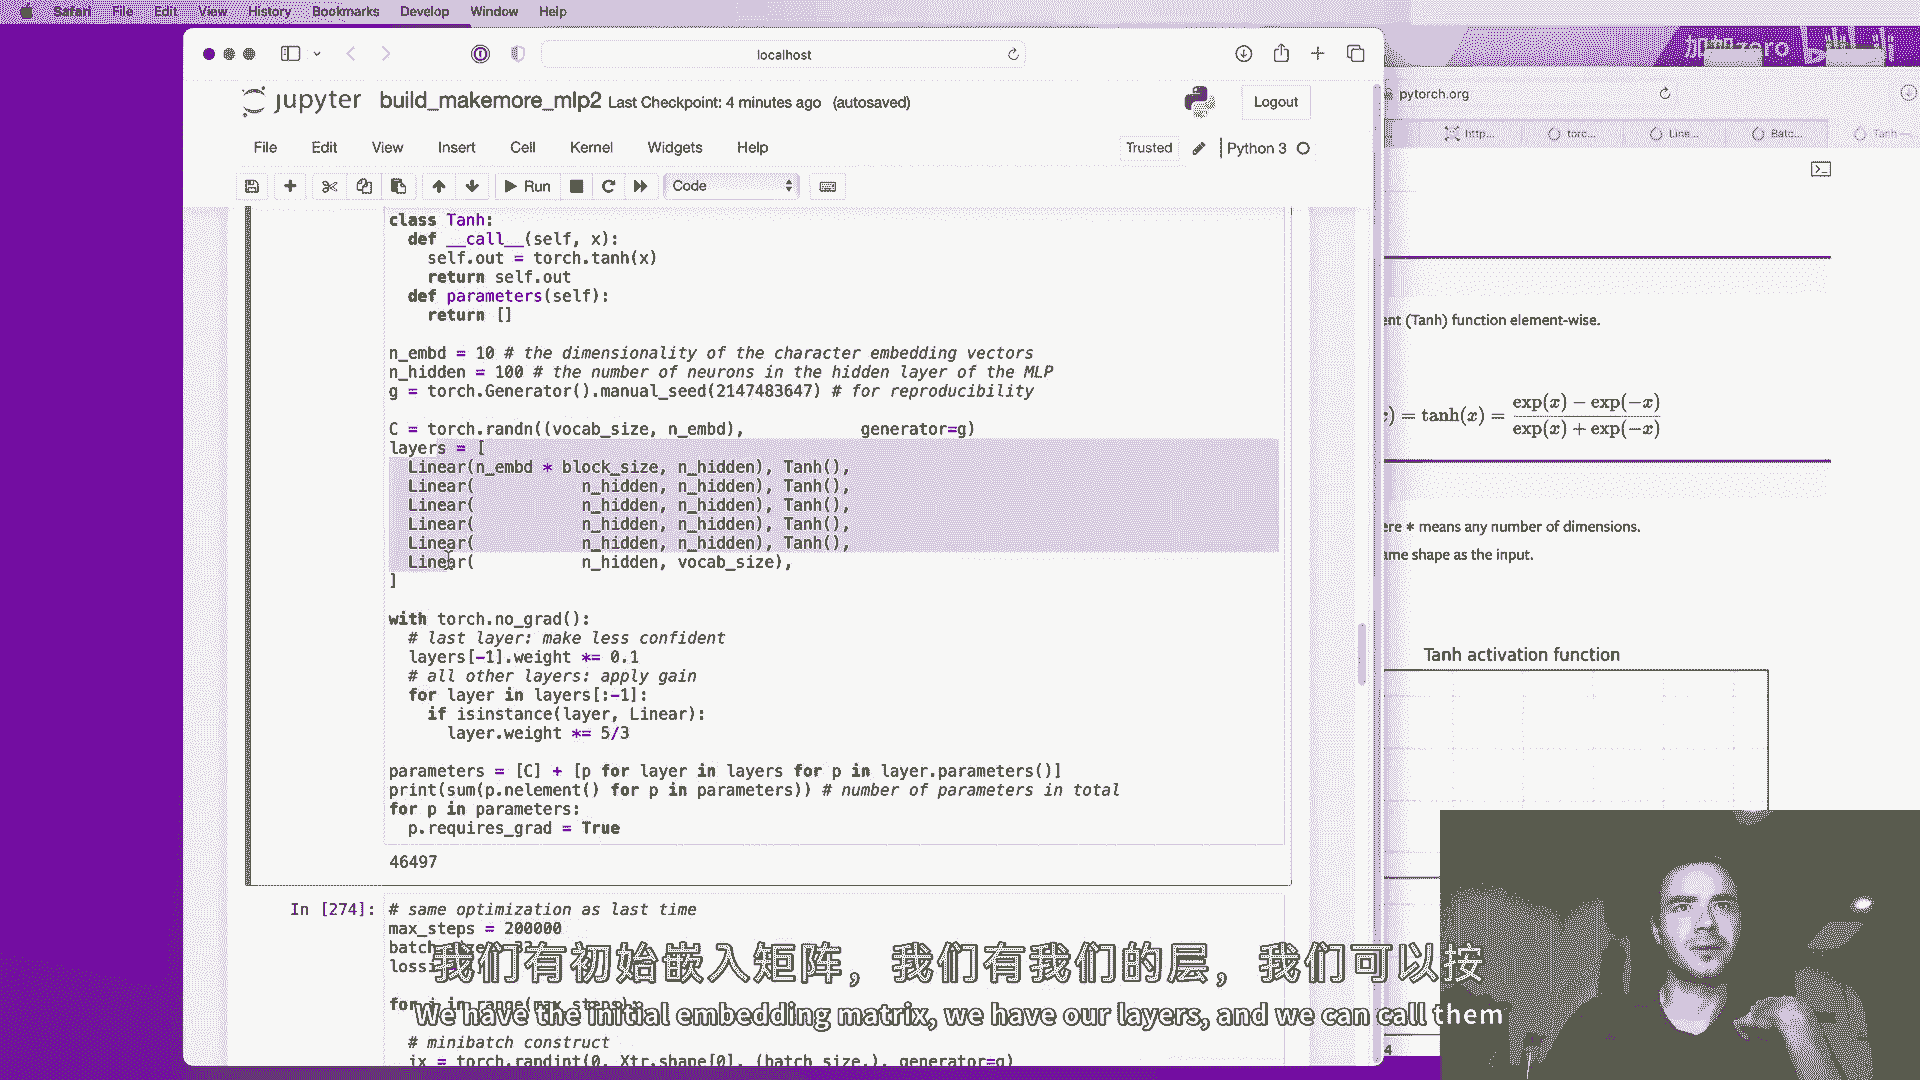 Safari File Edit View History Bookmarks Develop Window Help
localhost
jupyter build_makemore_mlp2 Last Checkpoint: 4 minutes ago (autosaved)
Logout
File Edit View Insert Cell Kernel Widgets Help
Trusted
Python 3
Run
Code
class Tanh:
def __call__(self, x):
self.out = torch.tanh(x)
return self.out
def parameters(self):
return []
n_embd = 10 # the dimensionality of the character embedding vectors
n_hidden = 100 # the number of neurons in the hidden layer of the MLP
g = torch.Generator().manual_seed(2147483647) # for reproducibility
C = torch.randn((vocab_size, n_embd), generator=g)
layers = [
Linear(n_embd * block_size, n_hidden), Tanh(),
Linear( n_hidden, n_hidden), Tanh(),
Linear( n_hidden, n_hidden), Tanh(),
Linear( n_hidden, n_hidden), Tanh(),
Linear( n_hidden, n_hidden), Tanh(),
Linear( n_hidden, vocab_size),
]
with torch.no_grad():
# last layer: make less confident
layers[-1].weight *= 0.1
# all other layers: apply gain
for layer in layers[:-1]:
if isinstance(layer, Linear):
layer.weight *= 5/3
parameters = [C] + [p for layer in layers for p in layer.parameters()]
print(sum(p.nelement() for p in parameters)) # number of parameters in total
for p in parameters:
p.requires_grad = True
46497
In [274]: # same optimization as last time
max_steps = 200000
for i in range(max_steps):
# minibatch construct
ix = torch.randint(0, Xtr.shape[0], (batch_size,), generator=g)
我们有初始嵌入矩阵，我们有我们的层，我们可以按
We have the initial embedding matrix, we have our layers, and we can call them
zero
pytorch.org
http... torc... Line... Batc... Tanh
(Tanh) function element-wise.
) = tanh(x) = exp(x) − exp(−x) / exp(x) + exp(−x)
* means any number of dimensions.
shape as the input.
Tanh activation function
4